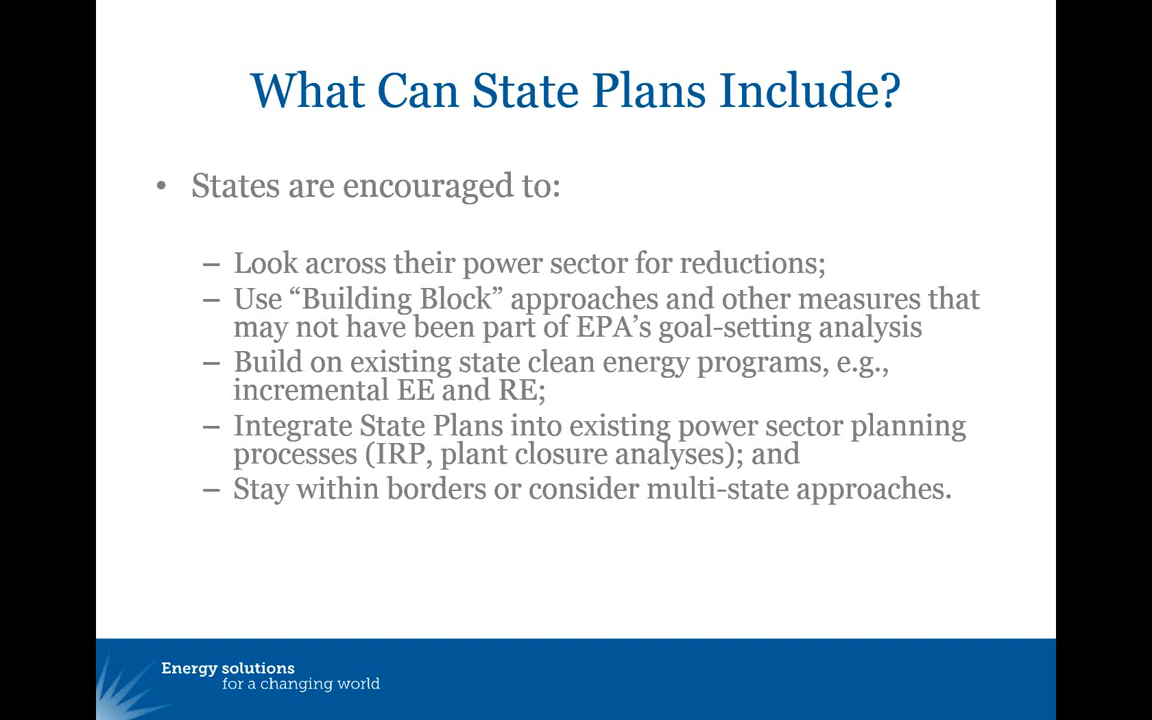 What Can State Plans Include?
• States are encouraged to:
– Look across their power sector for reductions;
– Use “Building Block” approaches and other measures that
may not have been part of EPA’s goal-setting analysis
– Build on existing state clean energy programs, e.g.,
incremental EE and RE;
– Integrate State Plans into existing power sector planning
processes (IRP, plant closure analyses); and
– Stay within borders or consider multi-state approaches.
Energy solutions
for a changing world